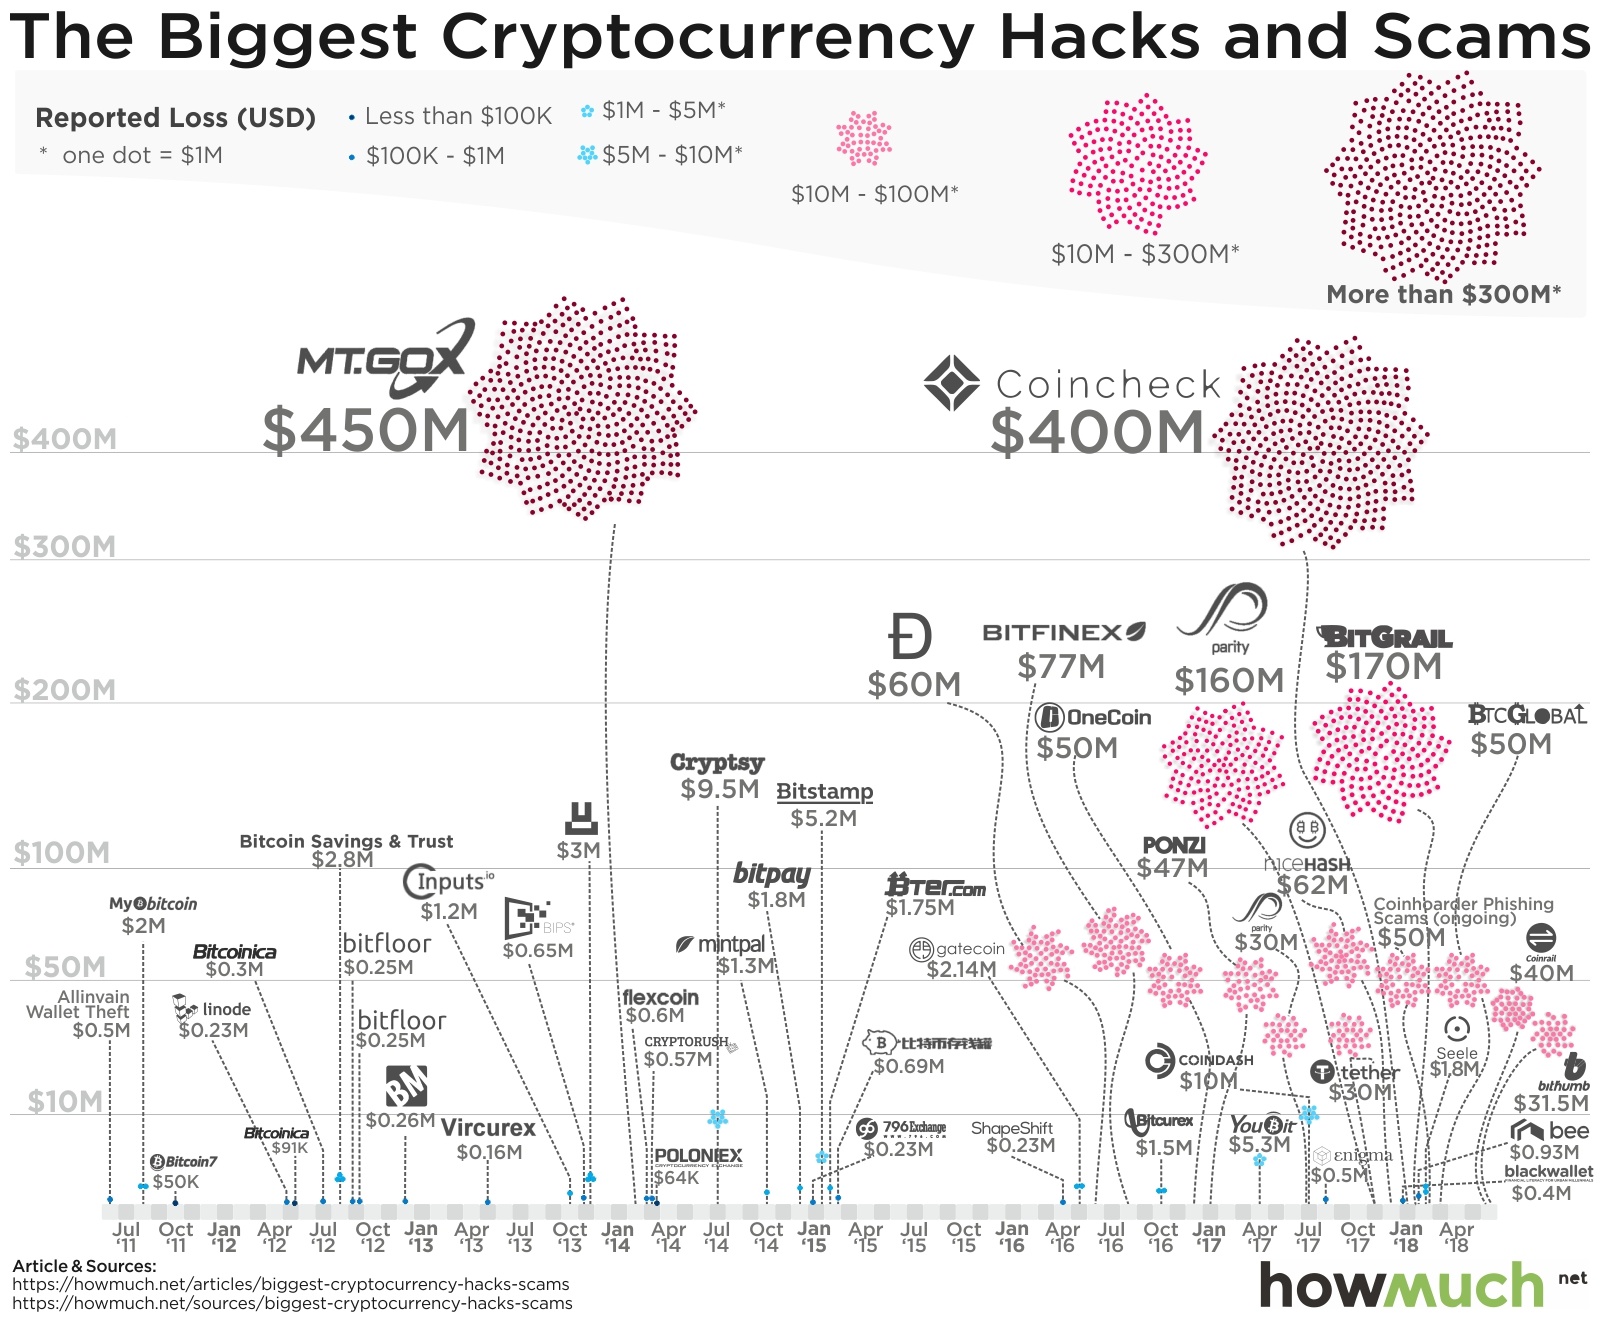 The Biggest Cryptocurrency Hacks and Scams
Reported Loss (USD)
* one dot = $1M
Less than $100K
$100K - $1M
$1M - $5M*
$5M - $10M*
$10M - $100M*
$10M - $300M*
More than $300M*
MT.GOX
$450M
Coincheck
$400M
$400M
$300M
$200M
$100M
$50M
$10M
Đ
$60M
BITFINEX
$77M
OneCoin
$50M
parity
$160M
BITGRAIL
$170M
BTC GLOBAL
$50M
Cryptsy
$9.5M
Bitstamp
$5.2M
$3M
Bitcoin Savings & Trust
$2.8M
Inputs.io
$1.2M
MyBitcoin
$2M
BIPS*
$0.65M
bitpay
$1.8M
BTer.com
$1.75M
PONZI
$47M
niceHASH
$62M
Coinhoarder Phishing
Scams (ongoing)
$50M
parity
$30M
Coinrail
$40M
Bitcoinica
$0.3M
bitfloor
$0.25M
mintpal
$1.3M
gatecoin
$2.14M
Allinvain
Wallet Theft
$0.5M
linode
$0.23M
bitfloor
$0.25M
flexcoin
$0.6M
CRYPTORUSH
$0.57M
$0.69M
COINDASH
$10M
tether
$30M
Seele
$1.8M
bithumb
$31.5M
BM
$0.26M
Bitcoinica
$91K
Vircurex
$0.16M
Bitcoin7
$50K
POLONIEX
CRYPTOCURRENCY EXCHANGE
$64K
796 Exchange
WWW.796.COM
$0.23M
ShapeShift
$0.23M
Bitcurex
$1.5M
YouBit
$5.3M
enigma
$0.5M
bee
$0.93M
blackwallet
$0.4M
Jul '11
Oct '11
Jan '12
Apr '12
Jul '12
Oct '12
Jan '13
Apr '13
Jul '13
Oct '13
Jan '14
Apr '14
Jul '14
Oct '14
Jan '15
Apr '15
Jul '15
Oct '15
Jan '16
Apr '16
Jul '16
Oct '16
Jan '17
Apr '17
Jul '17
Oct '17
Jan '18
Apr '18
Article & Sources:
https://howmuch.net/articles/biggest-cryptocurrency-hacks-scams
https://howmuch.net/sources/biggest-cryptocurrency-hacks-scams
howmuch net